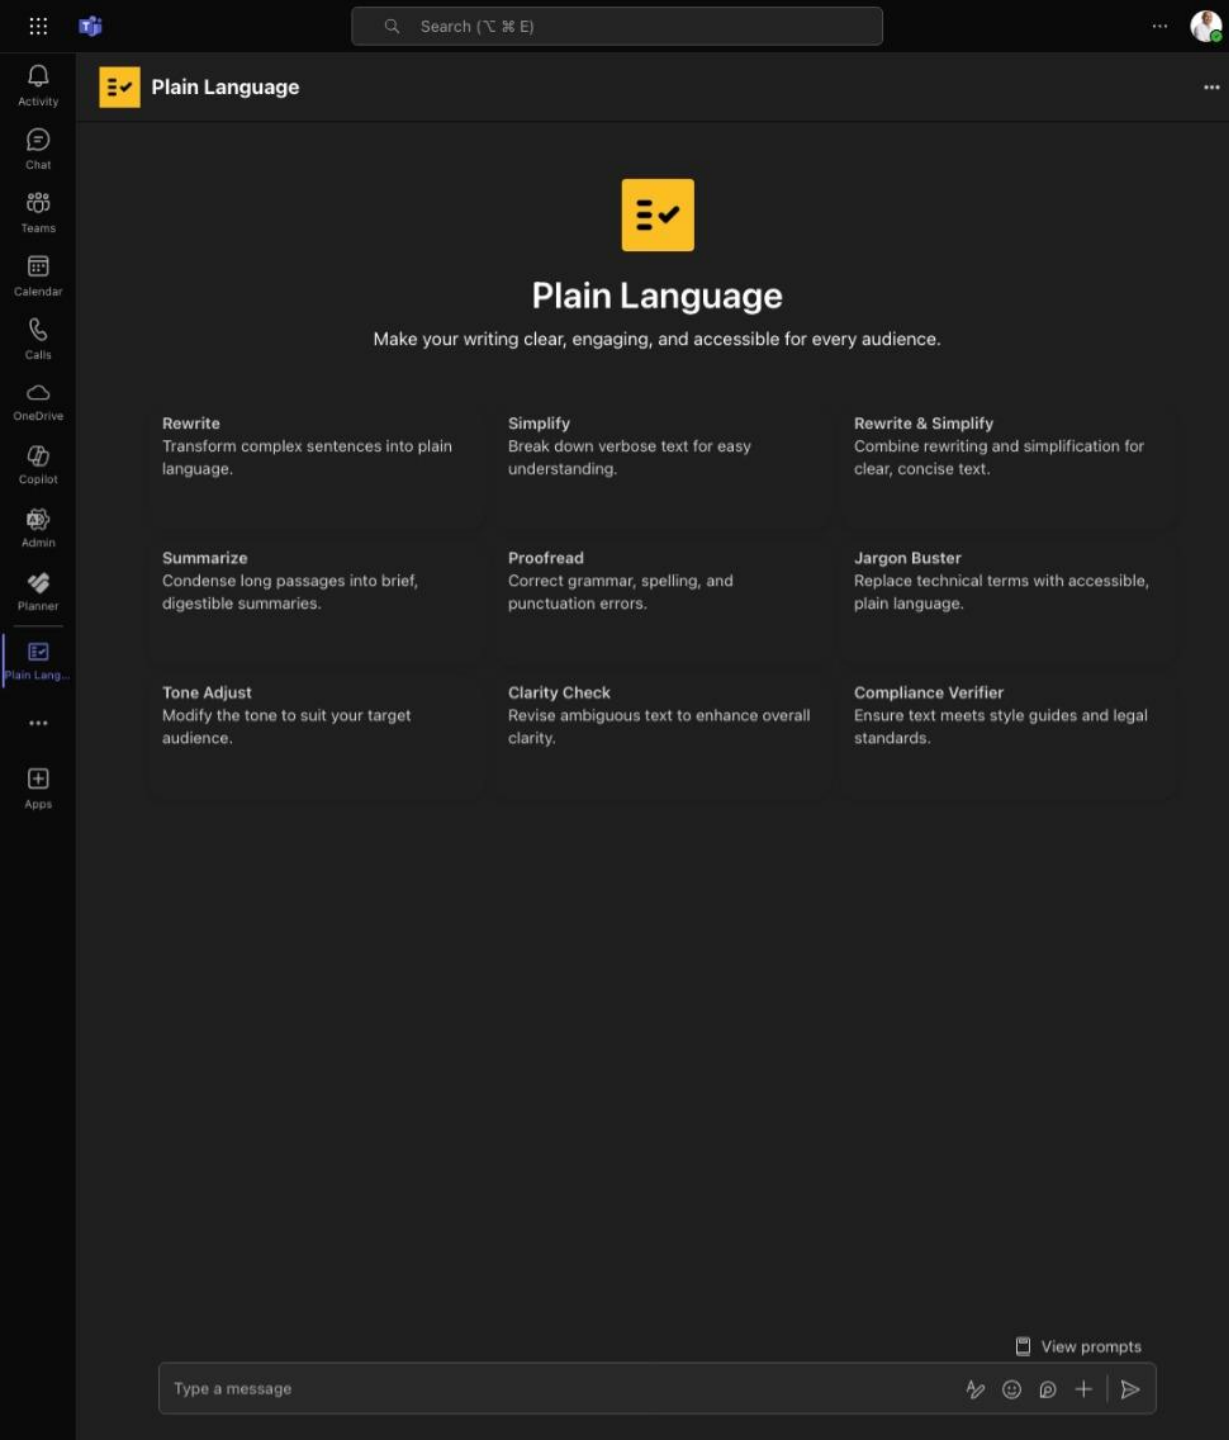 Search (⌥ ⌘ E)
Activity
Chat
Teams
Calendar
Calls
OneDrive
Copilot
Admin
Planner
Plain Lang...
Apps
Plain Language
Plain Language
Make your writing clear, engaging, and accessible for every audience.
Rewrite
Transform complex sentences into plain
language.
Simplify
Break down verbose text for easy
understanding.
Rewrite & Simplify
Combine rewriting and simplification for
clear, concise text.
Summarize
Condense long passages into brief,
digestible summaries.
Proofread
Correct grammar, spelling, and
punctuation errors.
Jargon Buster
Replace technical terms with accessible,
plain language.
Tone Adjust
Modify the tone to suit your target
audience.
Clarity Check
Revise ambiguous text to enhance overall
clarity.
Compliance Verifier
Ensure text meets style guides and legal
standards.
View prompts
Type a message